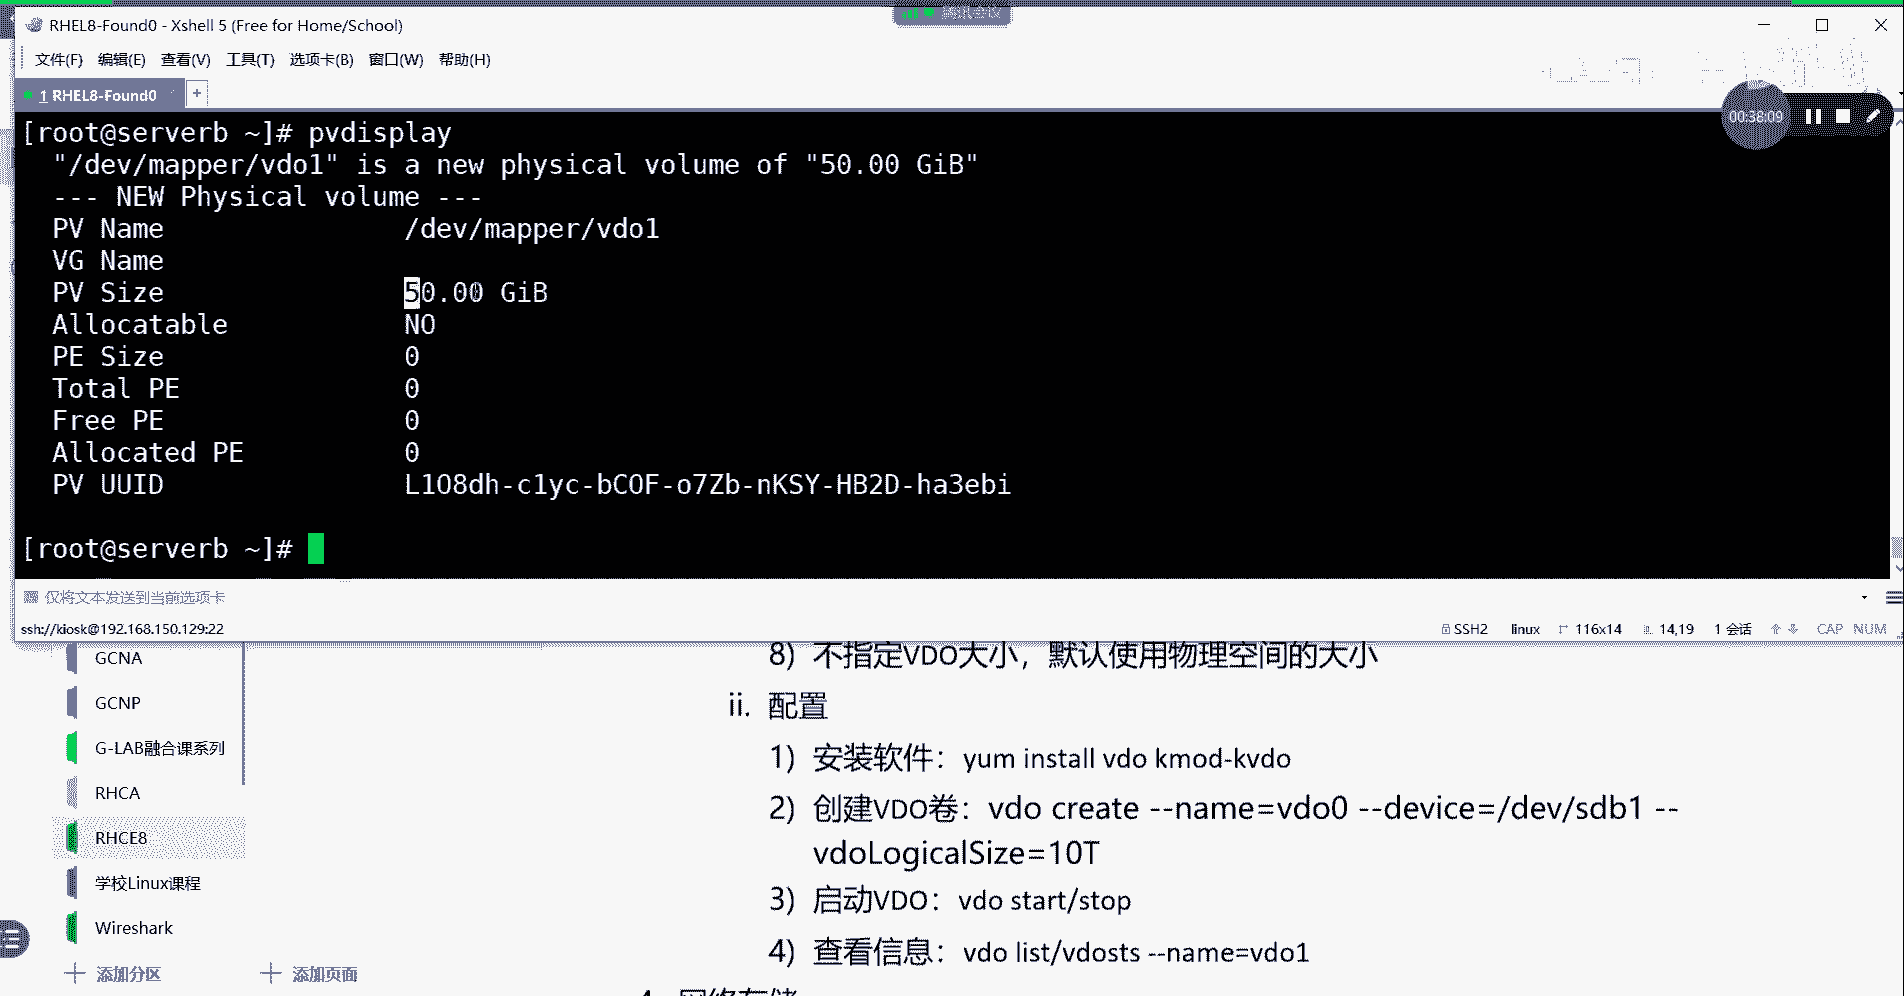 RHEL8-Found0 - Xshell 5 (Free for Home/School)
文件(F) 编辑(E) 查看(V) 工具(T) 选项卡(B) 窗口(W) 帮助(H)
1 RHEL8-Found0 +
00:38:09
[root@serverb ~]# pvdisplay
"/dev/mapper/vdo1" is a new physical volume of "50.00 GiB"
--- NEW Physical volume ---
PV Name /dev/mapper/vdo1
VG Name
PV Size 50.00 GiB
Allocatable NO
PE Size 0
Total PE 0
Free PE 0
Allocated PE 0
PV UUID L1O8dh-c1yc-bCOF-o7Zb-nKSY-HB2D-ha3ebi
[root@serverb ~]#
仅将文本发送到当前选项卡
ssh://kiosk@192.168.150.129:22 SSH2 linux 116x14 14,19 1 会话 CAP NUM
GCNA
GCNP
G-LAB融合课系列
RHCA
RHCE8
学校Linux课程
Wireshark
添加分区 添加页面
8) 不指定VDO大小，默认使用物理空间的大小
ii. 配置
1) 安装软件：yum install vdo kmod-kvdo
2) 创建VDO卷：vdo create --name=vdo0 --device=/dev/sdb1 --
vdoLogicalSize=10T
3) 启动VDO：vdo start/stop
4) 查看信息：vdo list/vdosts --name=vdo1